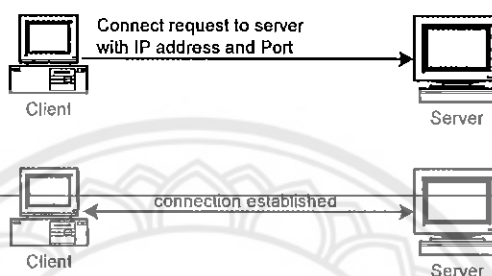 Connect request to server
with IP address and Port
Client
Server
connection established
Client
Server